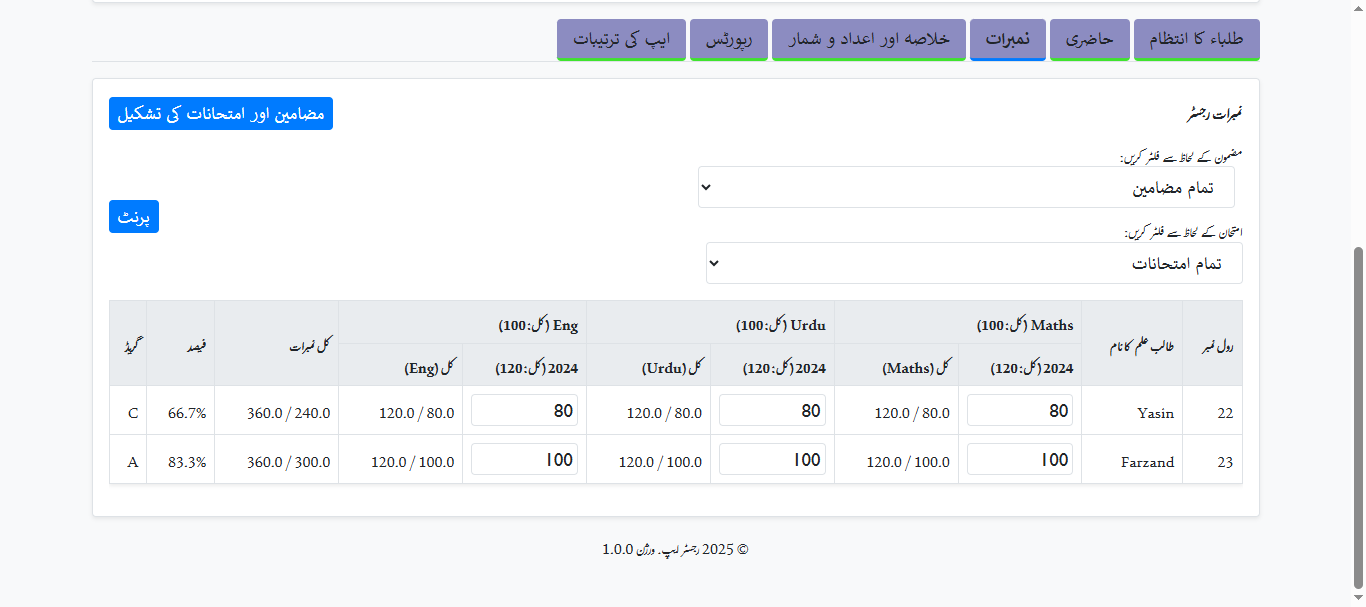 طلباء کا انتظام
حاضری
نمبرات
خلاصہ اور اعداد و شمار
رپورٹس
ایپ کی ترتیبات
نمبرات رجسٹر
مضامین اور امتحانات کی تشکیل
مضمون کے لحاظ سے فلٹر کریں:
تمام مضامین
پرنٹ
امتحان کے لحاظ سے فلٹر کریں:
تمام امتحانات
رول نمبر طالب علم کا نام Maths (کل:100) Urdu (کل:100) Eng (کل:100) کل نمبرات فیصد گریڈ
2024 (کل:120) کل (Maths) 2024 (کل:120) کل (Urdu) 2024 (کل:120) کل (Eng)
22 Yasin 80 120.0 / 80.0 80 120.0 / 80.0 80 120.0 / 80.0 360.0 / 240.0 66.7% C
23 Farzand 100 120.0 / 100.0 100 120.0 / 100.0 100 120.0 / 100.0 360.0 / 300.0 83.3% A
© 2025 رجسٹر ایپ۔ ورژن 1.0.0